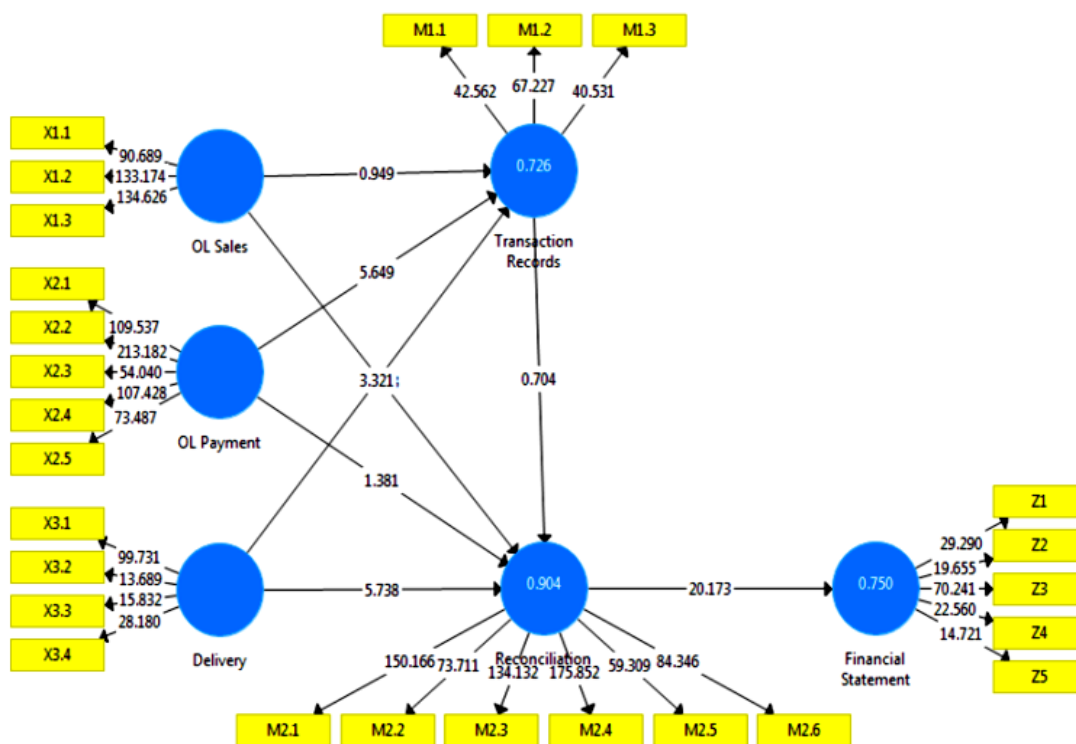 M1.1
M1.2
M1.3
42.562
67.227
40.531
X1.1
X1.2
X1.3
90.689
133.174
134.626
OL Sales
0.949
0.726
Transaction
Records
5.649
X2.1
X2.2
X2.3
X2.4
X2.5
109.537
213.182
54.040
107.428
73.487
OL Payment
3.321
0.704
1.381
X3.1
X3.2
X3.3
X3.4
99.731
13.689
15.832
28.180
Delivery
5.738
0.904
Reconciliation
20.173
0.750
Financial
Statement
29.290
19.655
70.241
22.560
14.721
Z1
Z2
Z3
Z4
Z5
150.166
73.711
134.132
175.852
59.309
84.346
M2.1
M2.2
M2.3
M2.4
M2.5
M2.6